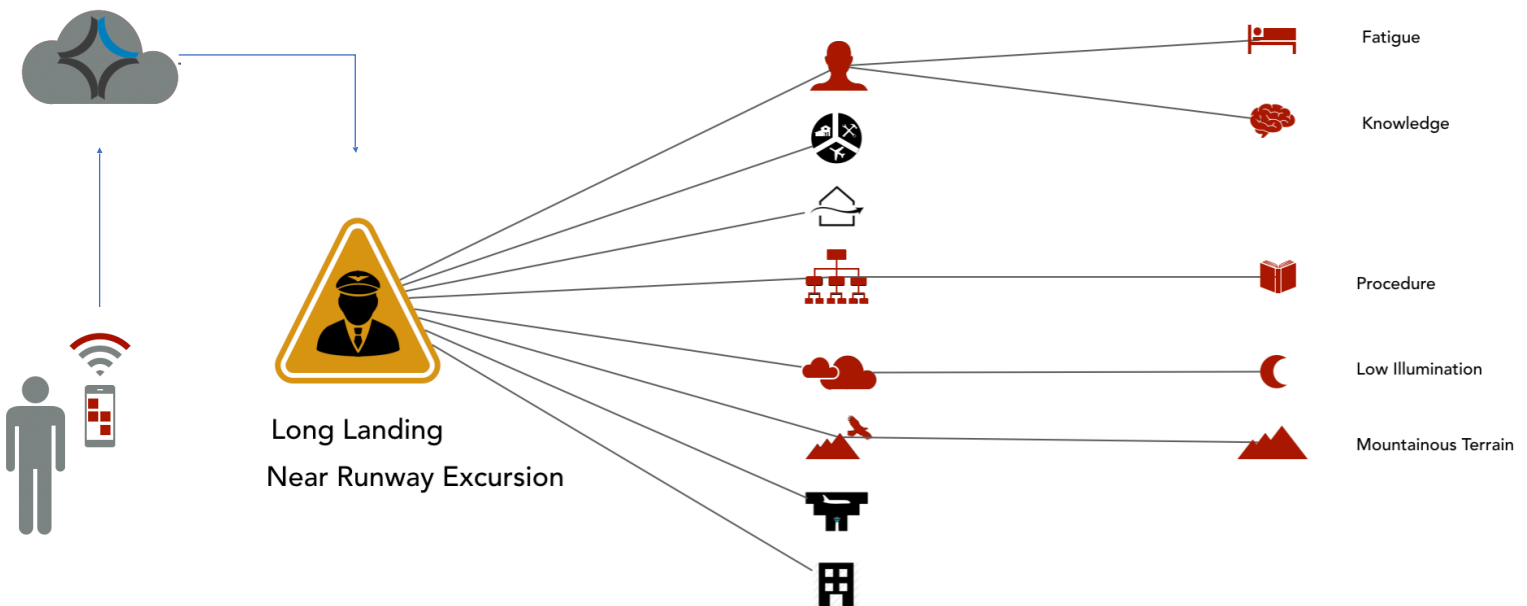 Fatigue
Knowledge
Procedure
Low Illumination
Long Landing
Mountainous Terrain
Near Runway Excursion